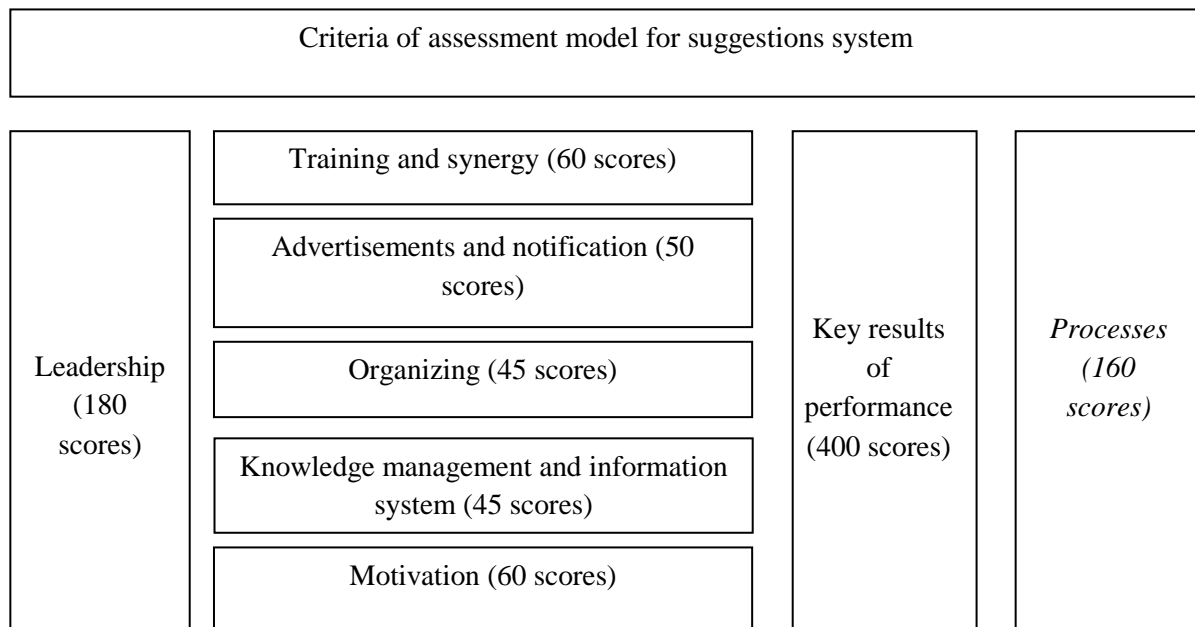 Criteria of assessment model for suggestions system
Leadership
(180
scores)
Training and synergy (60 scores)
Advertisements and notification (50
scores)
Organizing (45 scores)
Knowledge management and information
system (45 scores)
Motivation (60 scores)
Key results
of
performance
(400 scores)
Processes
(160
scores)